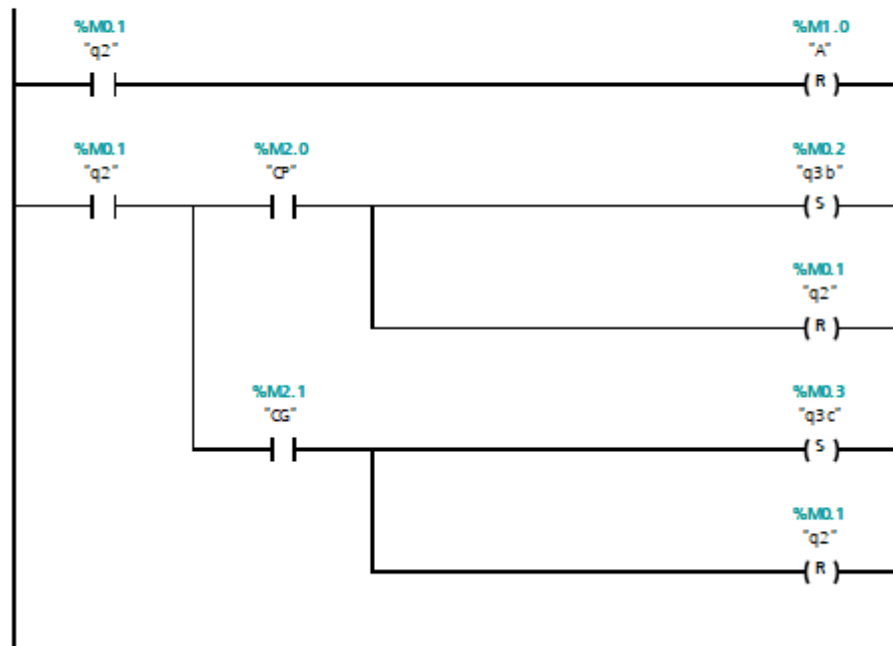 %M0.1 %M1.0
"q2" "A"
( R )
%M0.1 %M2.0 %M0.2
"q2" "CP" "q3b"
( S )
%M0.1
"q2"
( R )
%M2.1 %M0.3
"CG" "q3c"
( S )
%M0.1
"q2"
( R )